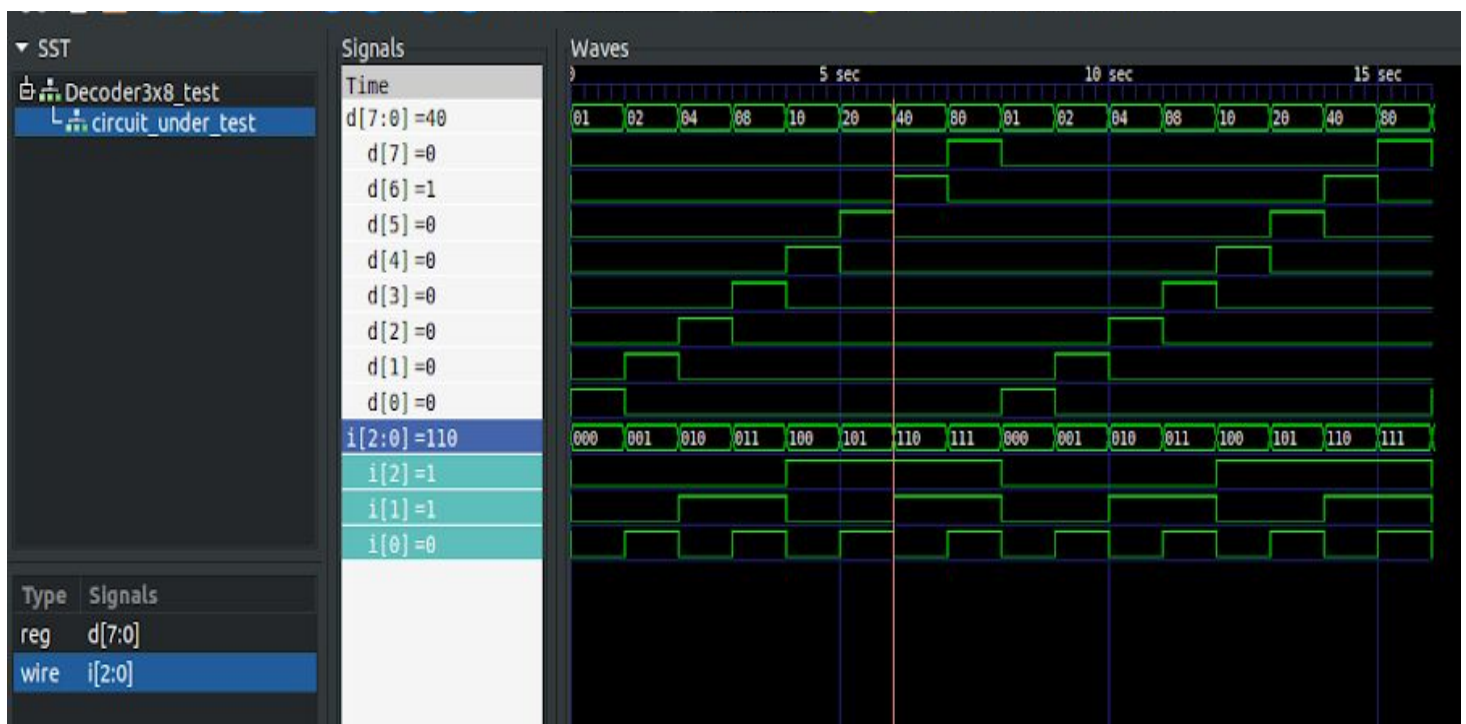 SST
Decoder3x8_test
circuit_under_test
Type Signals
reg d[7:0]
wire i[2:0]
Signals
Time
d[7:0]=40
d[7]=0
d[6]=1
d[5]=0
d[4]=0
d[3]=0
d[2]=0
d[1]=0
d[0]=0
i[2:0]=110
i[2]=1
i[1]=1
i[0]=0
Waves
5 sec 10 sec 15 sec
01 02 04 08 10 20 40 80 01 02 04 08 10 20 40 80
000 001 010 011 100 101 110 111 000 001 010 011 100 101 110 111